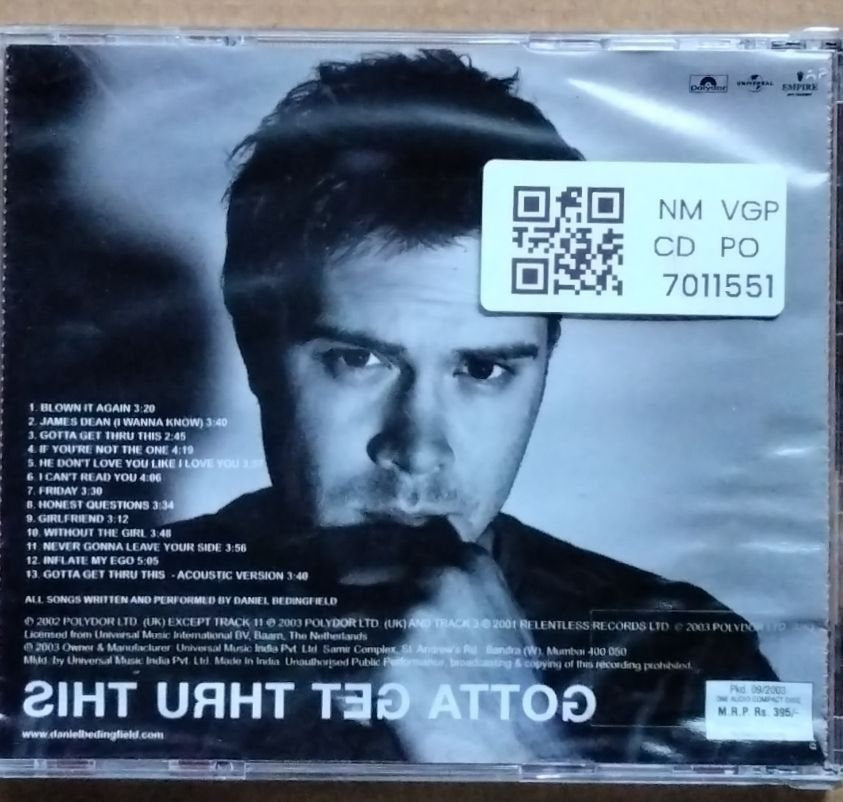 Polydor
UNIVERSAL
EMPIRE
NM VGP
CD PO
7011551
1. BLOWN IT AGAIN 3:20
2. JAMES DEAN (I WANNA KNOW) 3:40
3. GOTTA GET THRU THIS 2:45
4. IF YOU'RE NOT THE ONE 4:19
5. HE DON'T LOVE YOU LIKE I LOVE YOU
6. I CAN'T READ YOU 4:06
7. FRIDAY 3:30
8. HONEST QUESTIONS 3:34
9. GIRLFRIEND 3:12
10. WITHOUT THE GIRL 3:48
11. NEVER GONNA LEAVE YOUR SIDE 3:56
12. INFLATE MY EGO 5:05
13. GOTTA GET THRU THIS - ACOUSTIC VERSION 3:40
ALL SONGS WRITTEN AND PERFORMED BY DANIEL BEDINGFIELD
℗ 2002 POLYDOR LTD. (UK) EXCEPT TRACK 11 ℗ 2003 POLYDOR LTD. (UK) AND TRACK 3 ℗ 2001 RELENTLESS RECORDS LTD. © 2003 POLYDOR LTD.
Licensed from Universal Music International BV, Baarn, The Netherlands
© 2003 Owner & Manufacturer Universal Music India Pvt. Ltd. Samir Complex, St. Andrew's Rd. Bandra (W), Mumbai 400 050
Mktd. by Universal Music India Pvt. Ltd. Made in India. Unauthorised Public Performance, broadcasting & copying of this recording prohibited.
GOTTA GET THRU THIS
www.danielbedingfield.com
Pkd. 09/2003
ONE AUDIO COMPACT DISC
M.R.P. Rs. 395/-